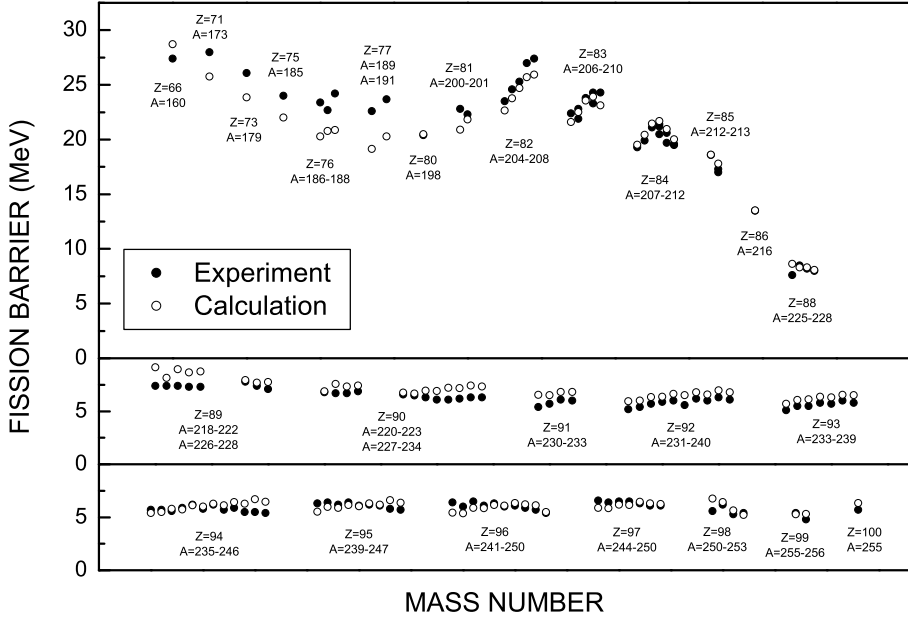 FISSION BARRIER (MeV)
30
25
20
15
10
5
0
5
0
5
0
Z=66
A=160
Z=71
A=173
Z=73
A=179
Z=75
A=185
Z=76
A=186-188
Z=77
A=189
A=191
Z=80
A=198
Z=81
A=200-201
Z=82
A=204-208
Z=83
A=206-210
Z=84
A=207-212
Z=85
A=212-213
Z=86
A=216
Z=88
A=225-228
Experiment
Calculation
Z=89
A=218-222
A=226-228
Z=90
A=220-223
A=227-234
Z=91
A=230-233
Z=92
A=231-240
Z=93
A=233-239
Z=94
A=235-246
Z=95
A=239-247
Z=96
A=241-250
Z=97
A=244-250
Z=98
A=250-253
Z=99
A=255-256
Z=100
A=255
MASS NUMBER